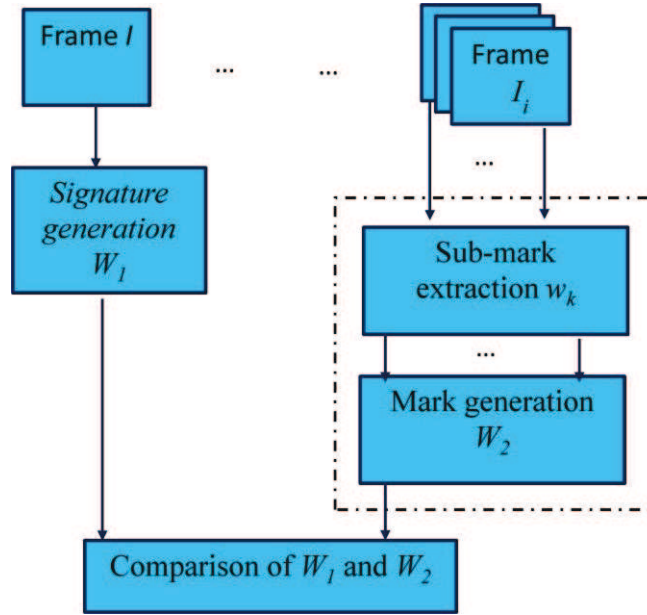 Frame I
... ...
Frame
I_i
...
Signature
generation
W_1
Sub-mark
extraction w_k
...
Mark generation
W_2
Comparison of W_1 and W_2